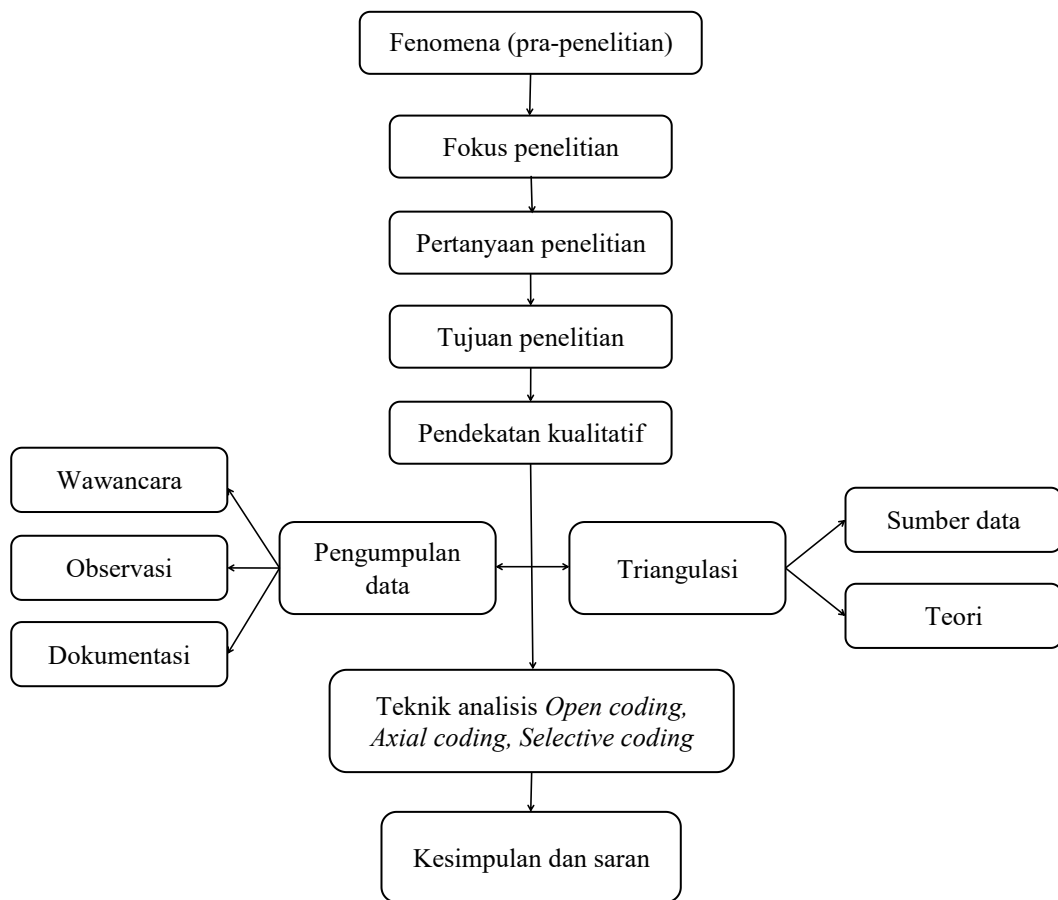 Fenomena (pra-penelitian)
Fokus penelitian
Pertanyaan penelitian
Tujuan penelitian
Pendekatan kualitatif
Wawancara
Observasi
Dokumentasi
Pengumpulan
data
Triangulasi
Sumber data
Teori
Teknik analisis Open coding,
Axial coding, Selective coding
Kesimpulan dan saran